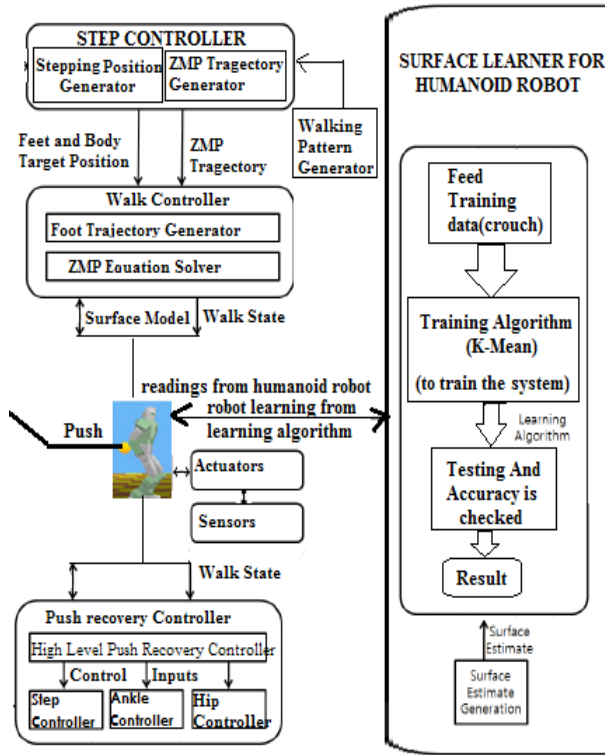 STEP CONTROLLER
Stepping Position
Generator
ZMP Tragectory
Generator
Feet and Body
Target Position
ZMP
Tragectory
Walking
Pattern
Generator
Walk Controller
Foot Trajectory Generator
ZMP Equation Solver
Surface Model
Walk State
readings from humanoid robot
robot learning from
learning algorithm
Push
Actuators
Sensors
Walk State
Push recovery Controller
High Level Push Recovery Controller
Control
Inputs
Step
Controller
Ankle
Controller
Hip
Controller
SURFACE LEARNER FOR
HUMANOID ROBOT
Feed
Training
data(crouch)
Training Algorithm
(K-Mean)
(to train the system)
Learning
Algorithm
Testing And
Accuracy is
checked
Result
Surface
Estimate
Surface
Estimate
Generation